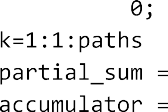 0;
k=1:1:paths
partial_sum =
accumulator =